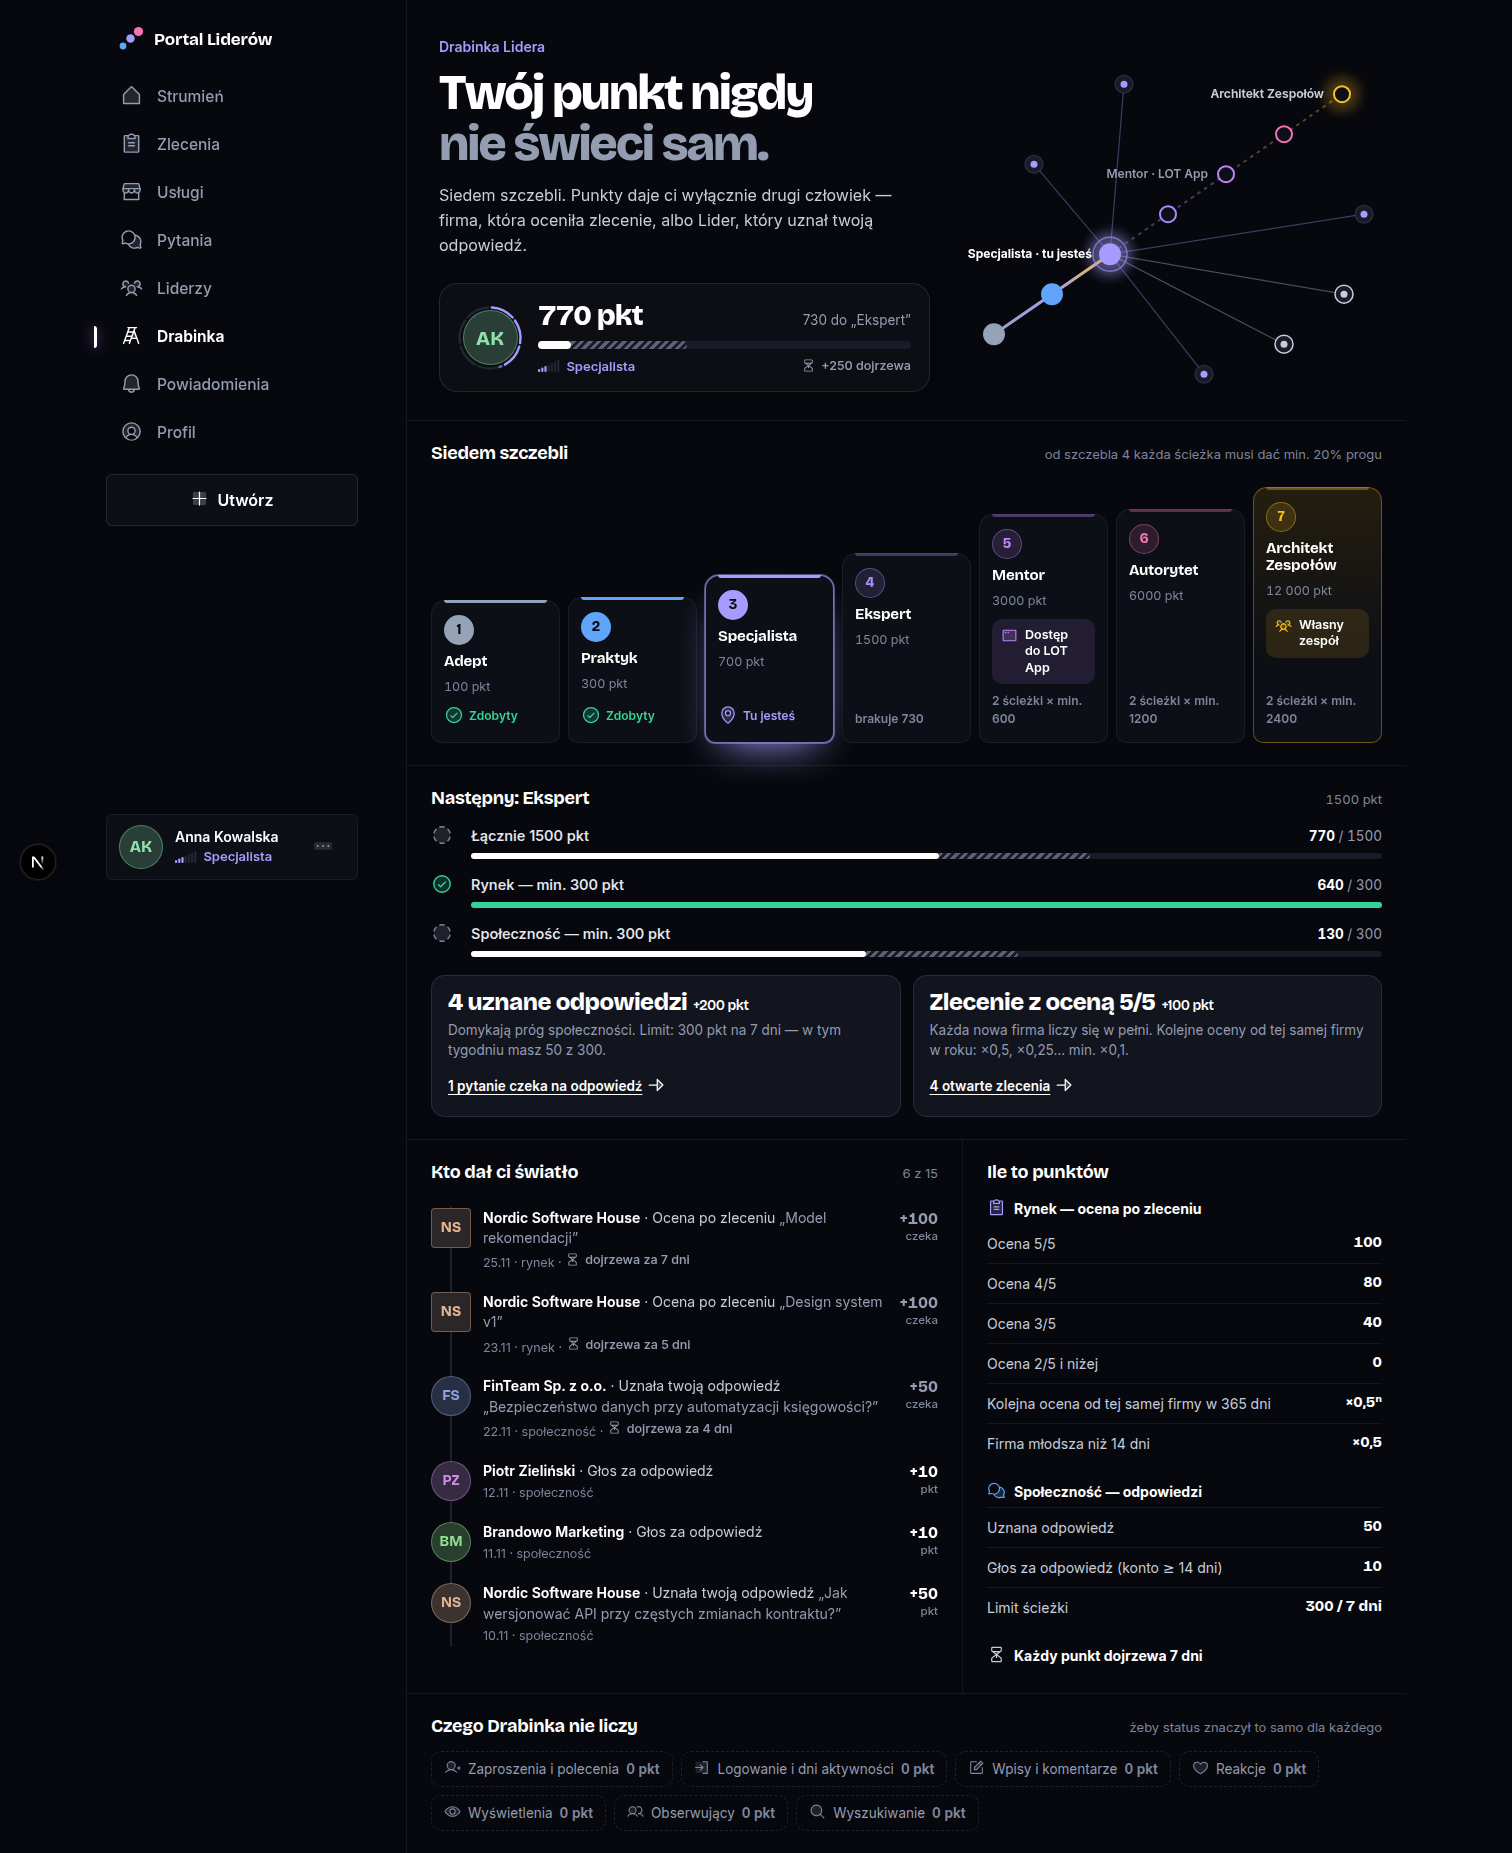 Portal Liderów
Strumień
Zlecenia
Usługi
Pytania
Liderzy
Drabinka
Powiadomienia
Profil
Utwórz
AK
Anna Kowalska
Specjalista
N
Drabinka Lidera
Twój punkt nigdy
nie świeci sam.
Siedem szczebli. Punkty daje ci wyłącznie drugi człowiek —
firma, która oceniła zlecenie, albo Lider, który uznał twoją
odpowiedź.
AK
770 pkt
730 do „Ekspert”
Specjalista
+250 dojrzewa
Architekt Zespołów
Mentor · LOT App
Specjalista · tu jesteś
Siedem szczebli
od szczebla 4 każda ścieżka musi dać min. 20% progu
1
Adept
100 pkt
Zdobyty
2
Praktyk
300 pkt
Zdobyty
3
Specjalista
700 pkt
Tu jesteś
4
Ekspert
1500 pkt
brakuje 730
5
Mentor
3000 pkt
Dostęp
do LOT
App
2 ścieżki × min.
600
6
Autorytet
6000 pkt
2 ścieżki × min.
1200
7
Architekt
Zespołów
12 000 pkt
Własny
zespół
2 ścieżki × min.
2400
Następny: Ekspert
1500 pkt
Łącznie 1500 pkt
770 / 1500
Rynek — min. 300 pkt
640 / 300
Społeczność — min. 300 pkt
130 / 300
4 uznane odpowiedzi +200 pkt
Domykają próg społeczności. Limit: 300 pkt na 7 dni — w tym
tygodniu masz 50 z 300.
1 pytanie czeka na odpowiedź
Zlecenie z oceną 5/5 +100 pkt
Każda nowa firma liczy się w pełni. Kolejne oceny od tej samej firmy
w roku: ×0,5, ×0,25… min. ×0,1.
4 otwarte zlecenia
Kto dał ci światło
6 z 15
NS
Nordic Software House · Ocena po zleceniu „Model
rekomendacji”
25.11 · rynek · dojrzewa za 7 dni
+100
czeka
NS
Nordic Software House · Ocena po zleceniu „Design system
v1”
23.11 · rynek · dojrzewa za 5 dni
+100
czeka
FS
FinTeam Sp. z o.o. · Uznała twoją odpowiedź
„Bezpieczeństwo danych przy automatyzacji księgowości?”
22.11 · społeczność · dojrzewa za 4 dni
+50
czeka
PZ
Piotr Zieliński · Głos za odpowiedź
12.11 · społeczność
+10
pkt
BM
Brandowo Marketing · Głos za odpowiedź
11.11 · społeczność
+10
pkt
NS
Nordic Software House · Uznała twoją odpowiedź „Jak
wersjonować API przy częstych zmianach kontraktu?”
10.11 · społeczność
+50
pkt
Ile to punktów
Rynek — ocena po zleceniu
Ocena 5/5
100
Ocena 4/5
80
Ocena 3/5
40
Ocena 2/5 i niżej
0
Kolejna ocena od tej samej firmy w 365 dni
×0,5ⁿ
Firma młodsza niż 14 dni
×0,5
Społeczność — odpowiedzi
Uznana odpowiedź
50
Głos za odpowiedź (konto ≥ 14 dni)
10
Limit ścieżki
300 / 7 dni
Każdy punkt dojrzewa 7 dni
Czego Drabinka nie liczy
żeby status znaczył to samo dla każdego
Zaproszenia i polecenia 0 pkt
Logowanie i dni aktywności 0 pkt
Wpisy i komentarze 0 pkt
Reakcje 0 pkt
Wyświetlenia 0 pkt
Obserwujący 0 pkt
Wyszukiwanie 0 pkt